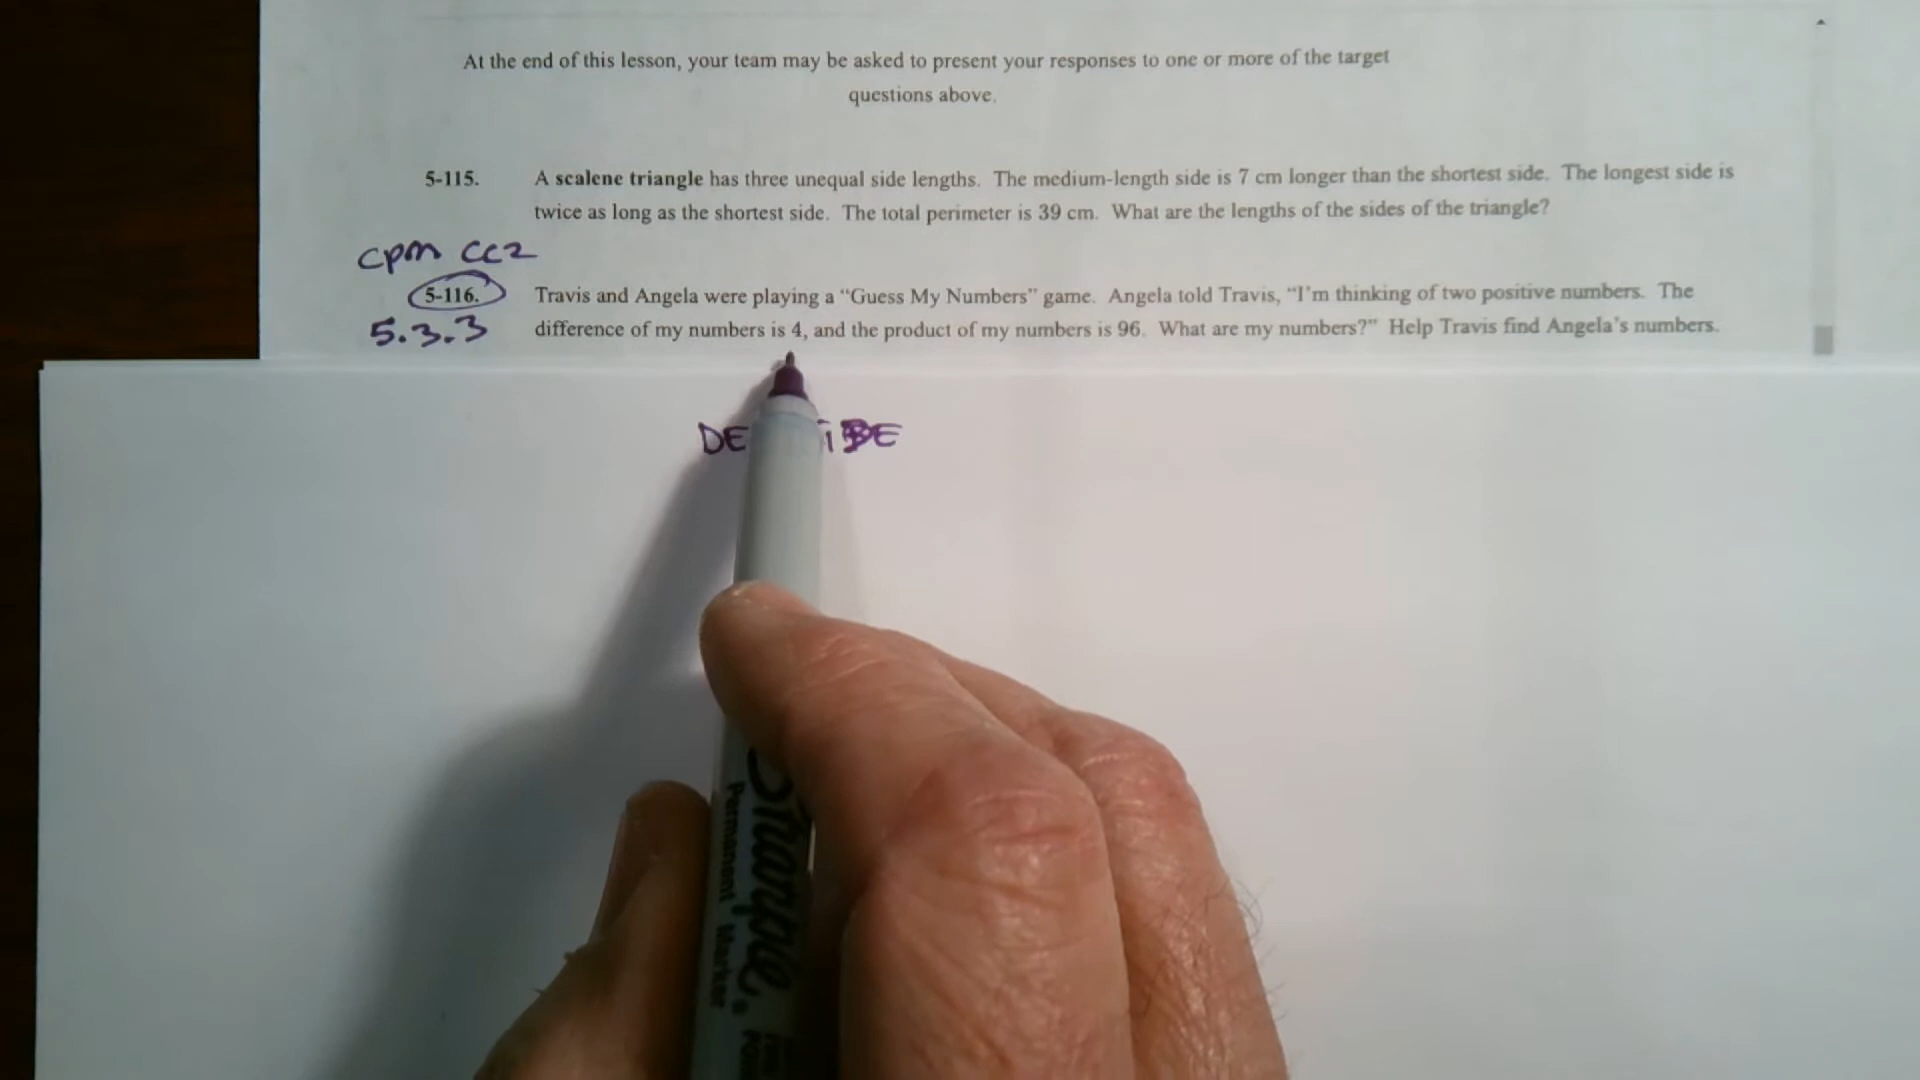 At the end of this lesson, your team may be asked to present your responses to one or more of the target
questions above.
5-115. A scalene triangle has three unequal side lengths. The medium-length side is 7 cm longer than the shortest side. The longest side is
twice as long as the shortest side. The total perimeter is 39 cm. What are the lengths of the sides of the triangle?
cpm CC2
5-116. Travis and Angela were playing a “Guess My Numbers” game. Angela told Travis, “I’m thinking of two positive numbers. The
5.3.3 difference of my numbers is 4, and the product of my numbers is 96. What are my numbers?” Help Travis find Angela’s numbers.
Sharpie
Permanent Marker